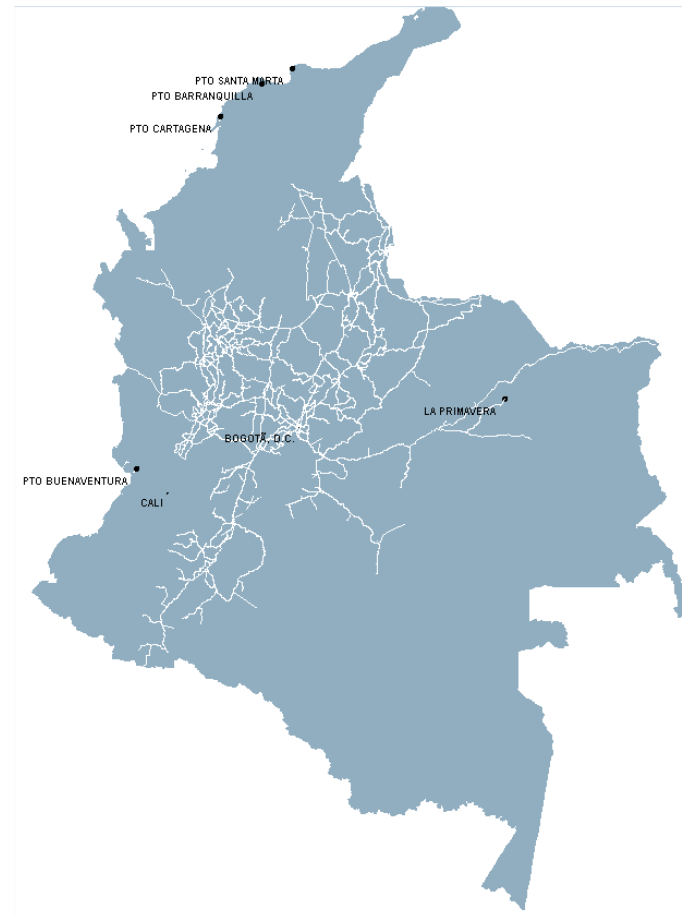 PTO SANTA MARTA
PTO BARRANQUILLA
PTO CARTAGENA
LA PRIMAVERA
BOGOTÁ, D.C.
PTO BUENAVENTURA
CALI